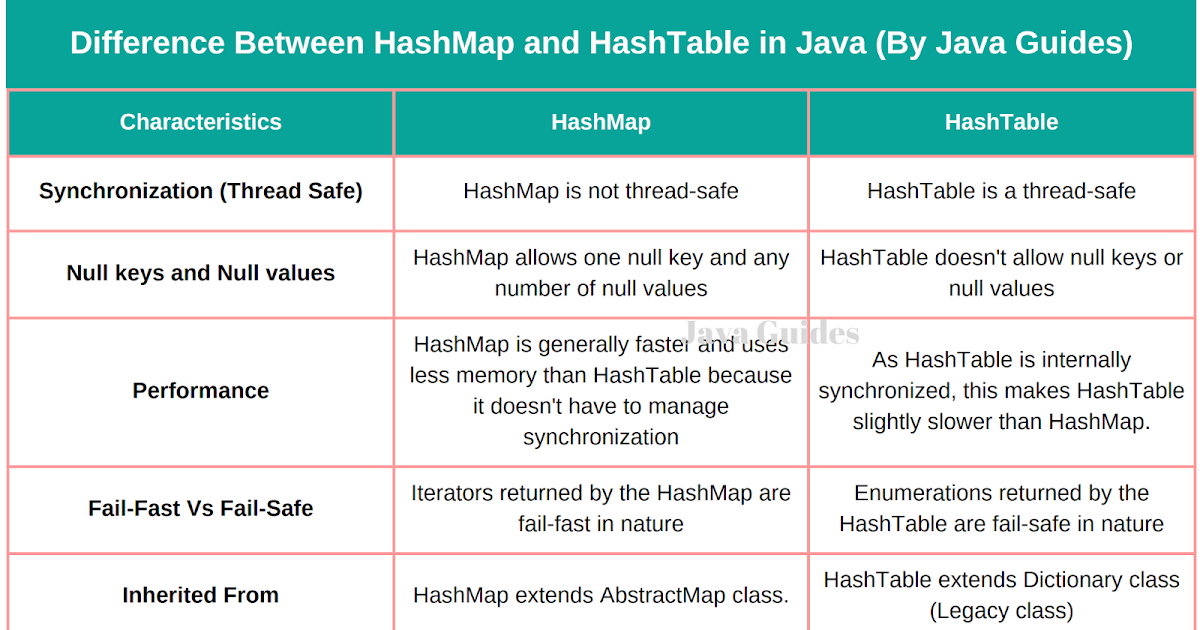 Difference Between HashMap and HashTable in Java (By Java Guides)
Characteristics
HashMap
HashTable
Synchronization (Thread Safe)
HashMap is not thread-safe
HashTable is a thread-safe
Null keys and Null values
HashMap allows one null key and any
number of null values
HashTable doesn't allow null keys or
null values
Java Guides
Performance
HashMap is generally faster and uses
less memory than HashTable because
it doesn't have to manage
synchronization
As HashTable is internally
synchronized, this makes HashTable
slightly slower than HashMap.
Fail-Fast Vs Fail-Safe
Iterators returned by the HashMap are
fail-fast in nature
Enumerations returned by the
HashTable are fail-safe in nature
Inherited From
HashMap extends AbstractMap class.
HashTable extends Dictionary class
(Legacy class)